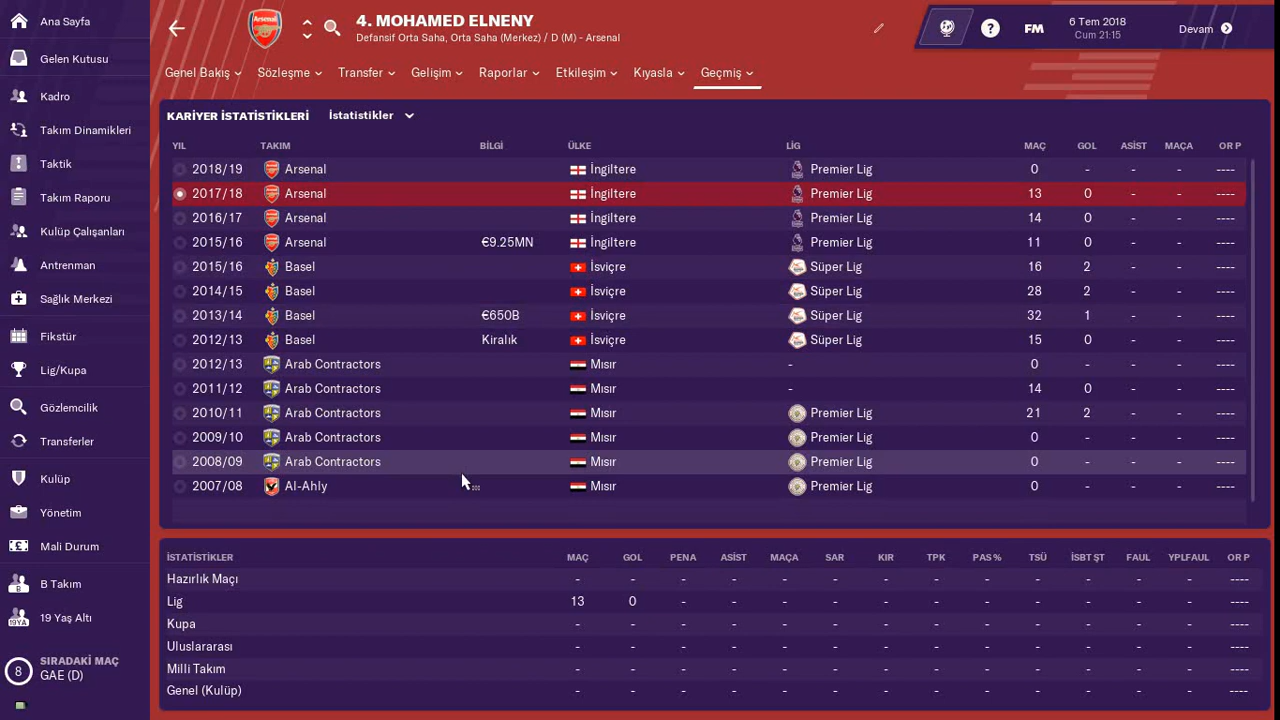 Ana Sayfa
Gelen Kutusu
Kadro
Takım Dinamikleri
Taktik
Takım Raporu
Kulüp Çalışanları
Antrenman
Sağlık Merkezi
Fikstür
Lig/Kupa
Gözlemcilik
Transferler
Kulüp
Yönetim
Mali Durum
B Takım
19 Yaş Altı
8 SIRADAKİ MAÇ
GAE (D)
Arsenal
4. MOHAMED ELNENY
Defansif Orta Saha, Orta Saha (Merkez) / D (M) - Arsenal
? FM
6 Tem 2018
Cum 21:15
Devam
Genel Bakış Sözleşme Transfer Gelişim Raporlar Etkileşim Kıyasla Geçmiş
KARİYER İSTATİSTİKLERİ İstatistikler
YIL TAKIM BİLGİ ÜLKE LİG MAÇ GOL ASİST MAÇA OR P
2018/19 Arsenal İngiltere Premier Lig 0 - - - ----
2017/18 Arsenal İngiltere Premier Lig 13 0 - - ----
2016/17 Arsenal İngiltere Premier Lig 14 0 - - ----
2015/16 Arsenal €9.25MN İngiltere Premier Lig 11 0 - - ----
2015/16 Basel İsviçre Süper Lig 16 2 - - ----
2014/15 Basel İsviçre Süper Lig 28 2 - - ----
2013/14 Basel €650B İsviçre Süper Lig 32 1 - - ----
2012/13 Basel Kiralık İsviçre Süper Lig 15 0 - - ----
2012/13 Arab Contractors Mısır - 0 - - - ----
2011/12 Arab Contractors Mısır - 14 0 - - ----
2010/11 Arab Contractors Mısır Premier Lig 21 2 - - ----
2009/10 Arab Contractors Mısır Premier Lig 0 - - - ----
2008/09 Arab Contractors Mısır Premier Lig 0 - - - ----
2007/08 Al-Ahly Mısır Premier Lig 0 - - - ----
İSTATİSTİKLER MAÇ GOL PENA ASİST MAÇA SAR KIR TPK PAS % TSÜ İSBT ŞT FAUL YPLFAUL OR P
Hazırlık Maçı - - - - - - - - - - - - - ----
Lig 13 0 - - - - - - - - - - - ----
Kupa - - - - - - - - - - - - - ----
Uluslararası - - - - - - - - - - - - - ----
Milli Takım - - - - - - - - - - - - - ----
Genel (Kulüp) - - - - - - - - - - - - - ----